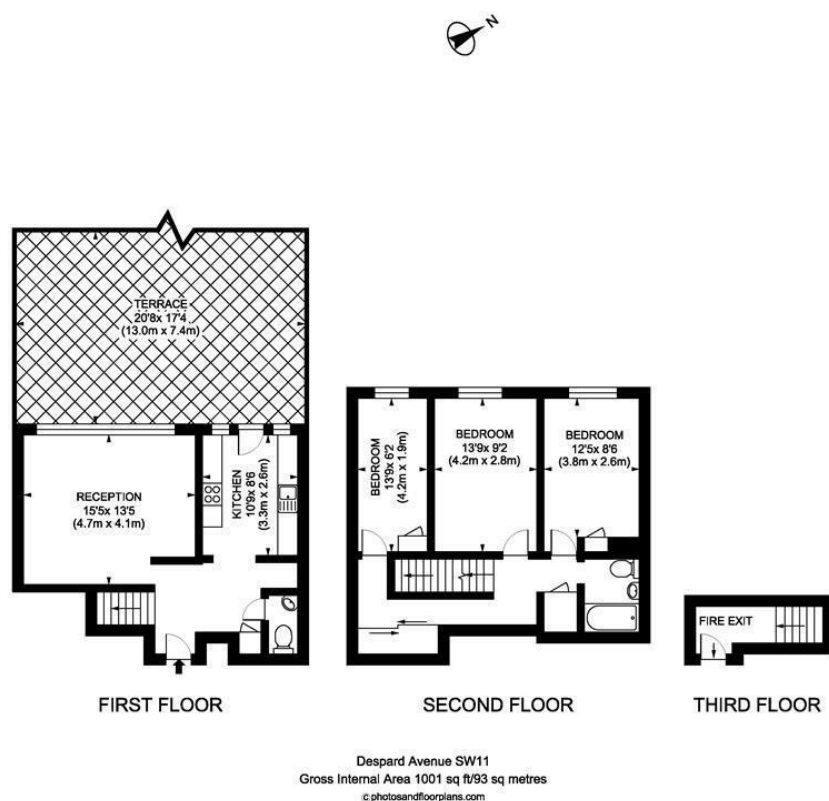 N
TERRACE
20'8x 17'4
(13.0m x 7.4m)
RECEPTION
15'5x 13'5
(4.7m x 4.1m)
KITCHEN
10'9x 8'6
(3.3m x 2.6m)
BEDROOM
13'9x 6'2
(4.2m x 1.9m)
BEDROOM
13'9x 9'2
(4.2m x 2.8m)
BEDROOM
12'5x 8'6
(3.8m x 2.6m)
FIRE EXIT
FIRST FLOOR
SECOND FLOOR
THIRD FLOOR
Despard Avenue SW11
Gross Internal Area 1001 sq ft/93 sq metres
c photosandfloorplans.com